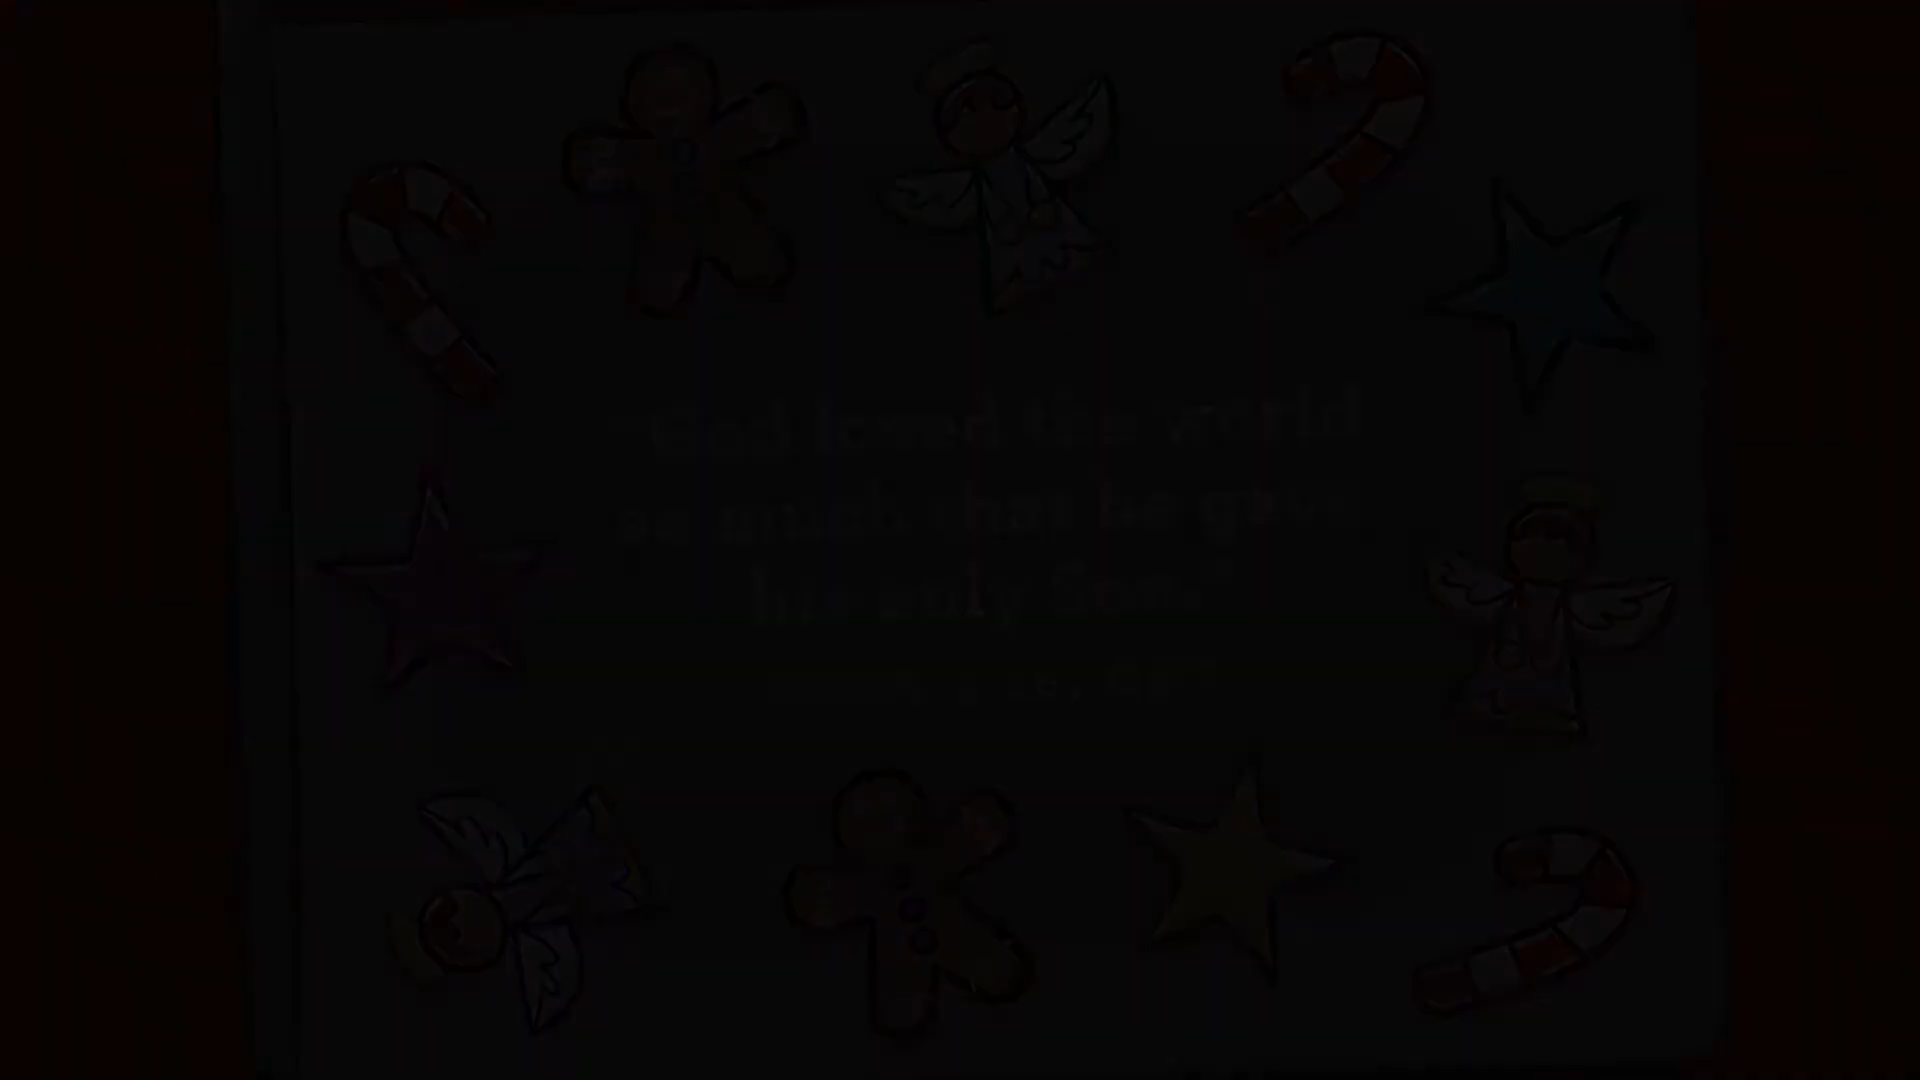 "God loved the world
so much that he gave
his only Son."